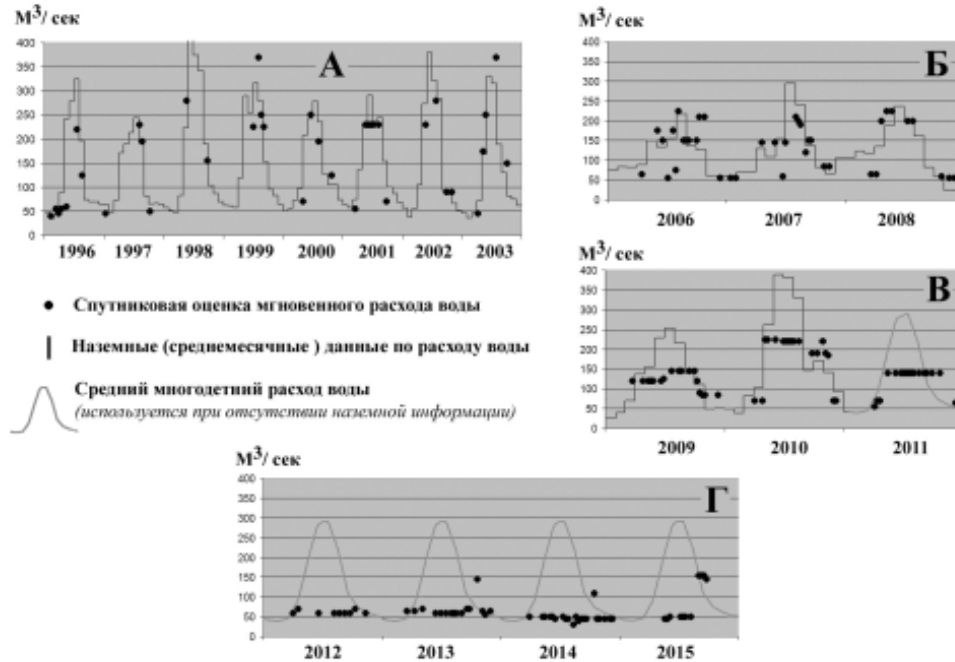 М³/ сек
А
400
350
300
250
200
150
100
50
0
1996 1997 1998 1999 2000 2001 2002 2003
М³/ сек
Б
400
350
300
250
200
150
100
50
0
2006 2007 2008
Спутниковая оценка мгновенного расхода воды
Наземные (среднемесячные ) данные по расходу воды
Средний многодетний расход воды
(используется при отсутствии наземной информации)
М³/ сек
В
400
350
300
250
200
150
100
50
0
2009 2010 2011
М³/ сек
Г
400
350
300
250
200
150
100
50
0
2012 2013 2014 2015